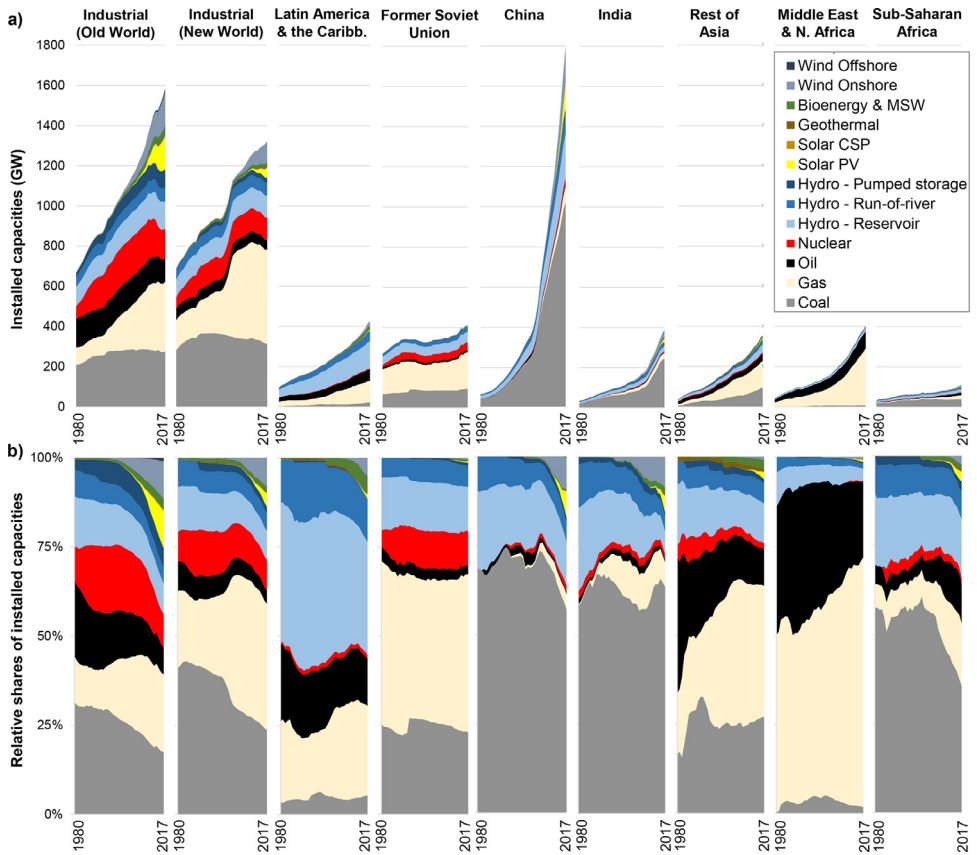 a)
Industrial
(Old World)
Industrial
(New World)
Latin America
& the Caribb.
Former Soviet
Union
China
India
Rest of
Asia
Middle East
& N. Africa
Sub-Saharan
Africa
Installed capacities (GW)
1800
1600
1400
1200
1000
800
600
400
200
0
Wind Offshore
Wind Onshore
Bioenergy & MSW
Geothermal
Solar CSP
Solar PV
Hydro - Pumped storage
Hydro - Run-of-river
Hydro - Reservoir
Nuclear
Oil
Gas
Coal
1980 2017 1980 2017 1980 2017 1980 2017 1980 2017 1980 2017 1980 2017 1980 2017 1980 2017
b)
Relative shares of installed capacities
100%
75%
50%
25%
0%
1980 2017 1980 2017 1980 2017 1980 2017 1980 2017 1980 2017 1980 2017 1980 2017 1980 2017